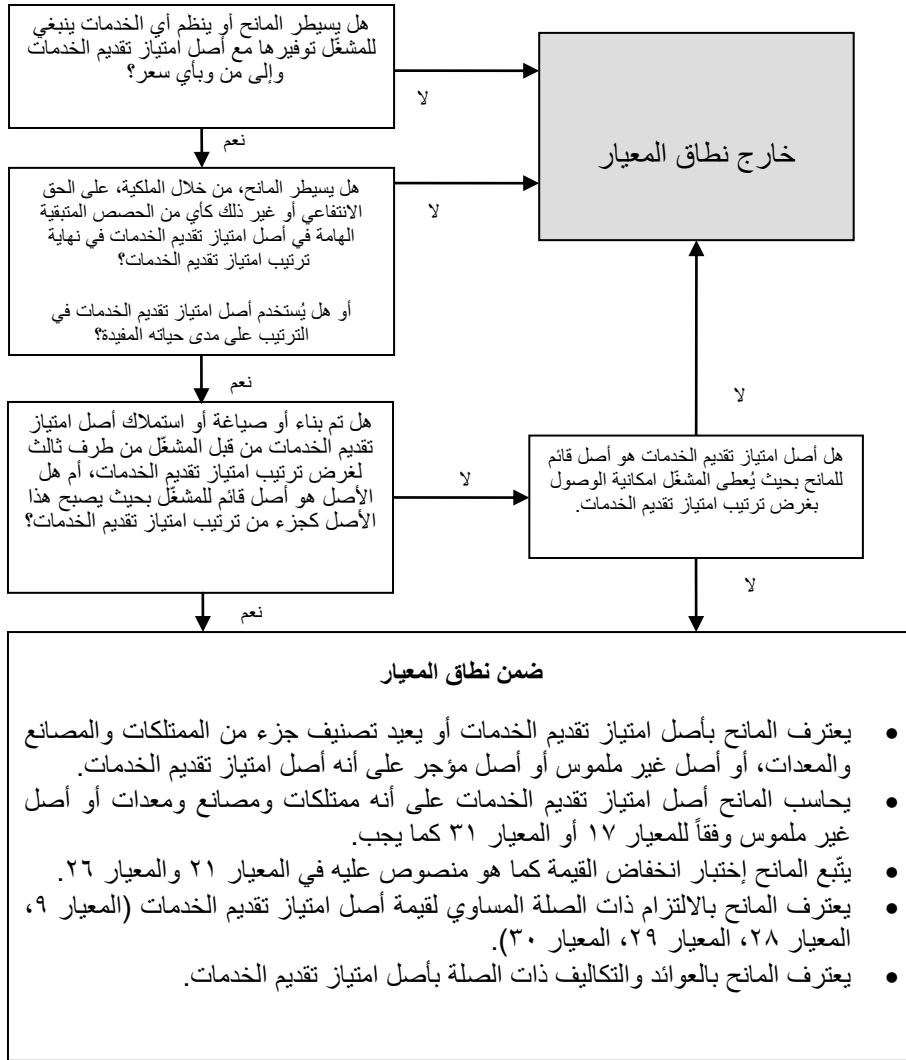 هل يسيطر المانح أو ينظم أي الخدمات ينبغي
للمشغّل توفيرها مع أصل امتياز تقديم الخدمات
وإلى من وبأي سعر؟
لا
خارج نطاق المعيار
نعم
هل يسيطر المانح، من خلال الملكية، على الحق
الانتفاعي أو غير ذلك كأي من الحصص المتبقية
الهامة في أصل امتياز تقديم الخدمات في نهاية
ترتيب امتياز تقديم الخدمات؟
أو هل يُستخدم أصل امتياز تقديم الخدمات في
الترتيب على مدى حياته المفيدة؟
لا
نعم
هل تم بناء أو صياغة أو استملاك أصل امتياز
تقديم الخدمات من قبل المشغّل من طرف ثالث
لغرض ترتيب امتياز تقديم الخدمات، أم هل
الأصل هو أصل قائم للمشغّل بحيث يصبح هذا
الأصل كجزء من ترتيب امتياز تقديم الخدمات؟
لا
لا
هل أصل امتياز تقديم الخدمات هو أصل قائم
للمانح بحيث يُعطى المشغّل امكانية الوصول
بغرض ترتيب امتياز تقديم الخدمات.
لا
نعم
ضمن نطاق المعيار
• يعترف المانح بأصل امتياز تقديم الخدمات أو يعيد تصنيف جزء من الممتلكات والمصانع
والمعدات، أو أصل غير ملموس أو أصل مؤجر على أنه أصل امتياز تقديم الخدمات.
• يحاسب المانح أصل امتياز تقديم الخدمات على أنه ممتلكات ومصانع ومعدات أو أصل
غير ملموس وفقاً للمعيار ١٧ أو المعيار ٣١ كما يجب.
• يتّبع المانح إختبار انخفاض القيمة كما هو منصوص عليه في المعيار ٢١ والمعيار ٢٦.
• يعترف المانح بالالتزام ذات الصلة المساوي لقيمة أصل امتياز تقديم الخدمات (المعيار ٩،
المعيار ٢٨، المعيار ٢٩، المعيار ٣٠).
• يعترف المانح بالعوائد والتكاليف ذات الصلة بأصل امتياز تقديم الخدمات.